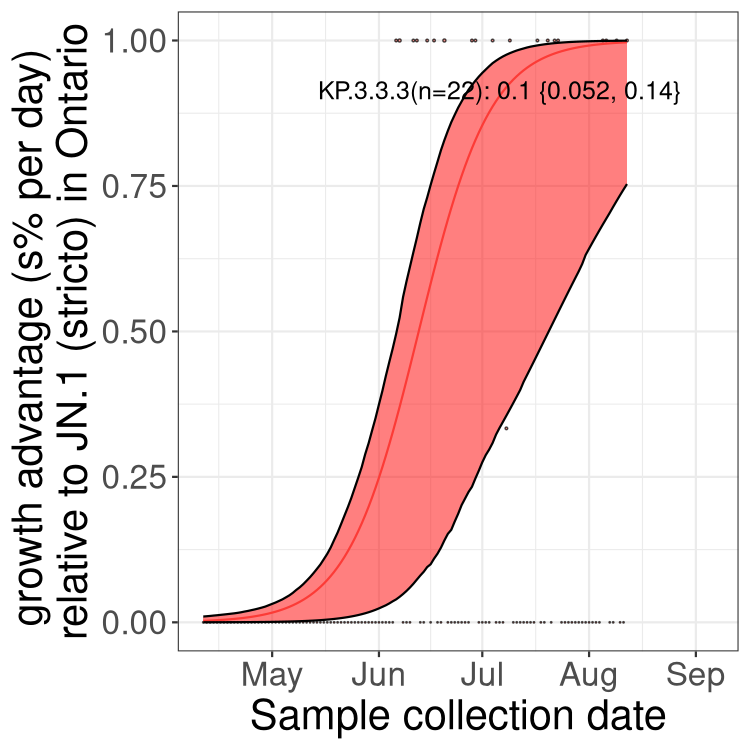 growth advantage (s% per day)
relative to JN.1 (stricto) in Ontario
1.00
0.75
0.50
0.25
0.00
KP.3.3.3(n=22): 0.1 {0.052, 0.14}
May Jun Jul Aug Sep
Sample collection date